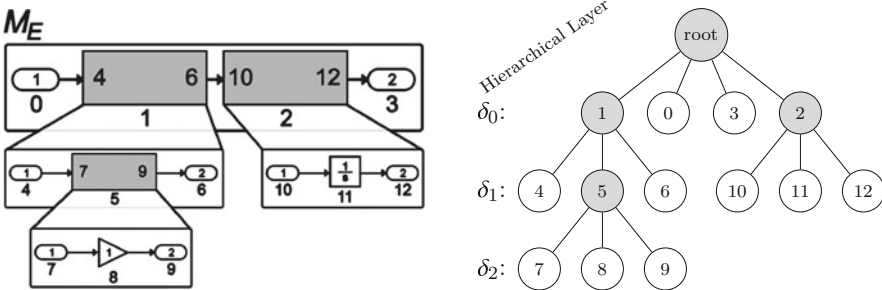 M_E
1 4 6 10 12 2
0 1 2 3
1 7 9 2 1 1/s 2
4 5 6 10 11 12
1 1 2
7 8 9
Hierarchical Layer
root
δ₀: 1 0 3 2
δ₁: 4 5 6 10 11 12
δ₂: 7 8 9